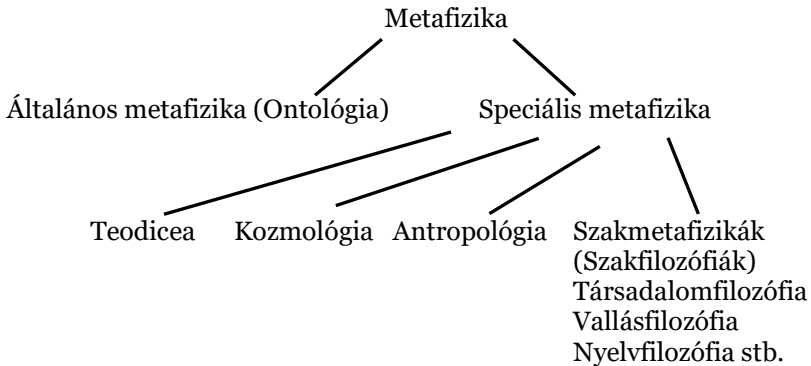 Metafizika
Általános metafizika (Ontológia)
Speciális metafizika
Teodicea
Kozmológia
Antropológia
Szakmetafizikák
(Szakfilozófiák)
Társadalomfilozófia
Vallásfilozófia
Nyelvfilozófia stb.